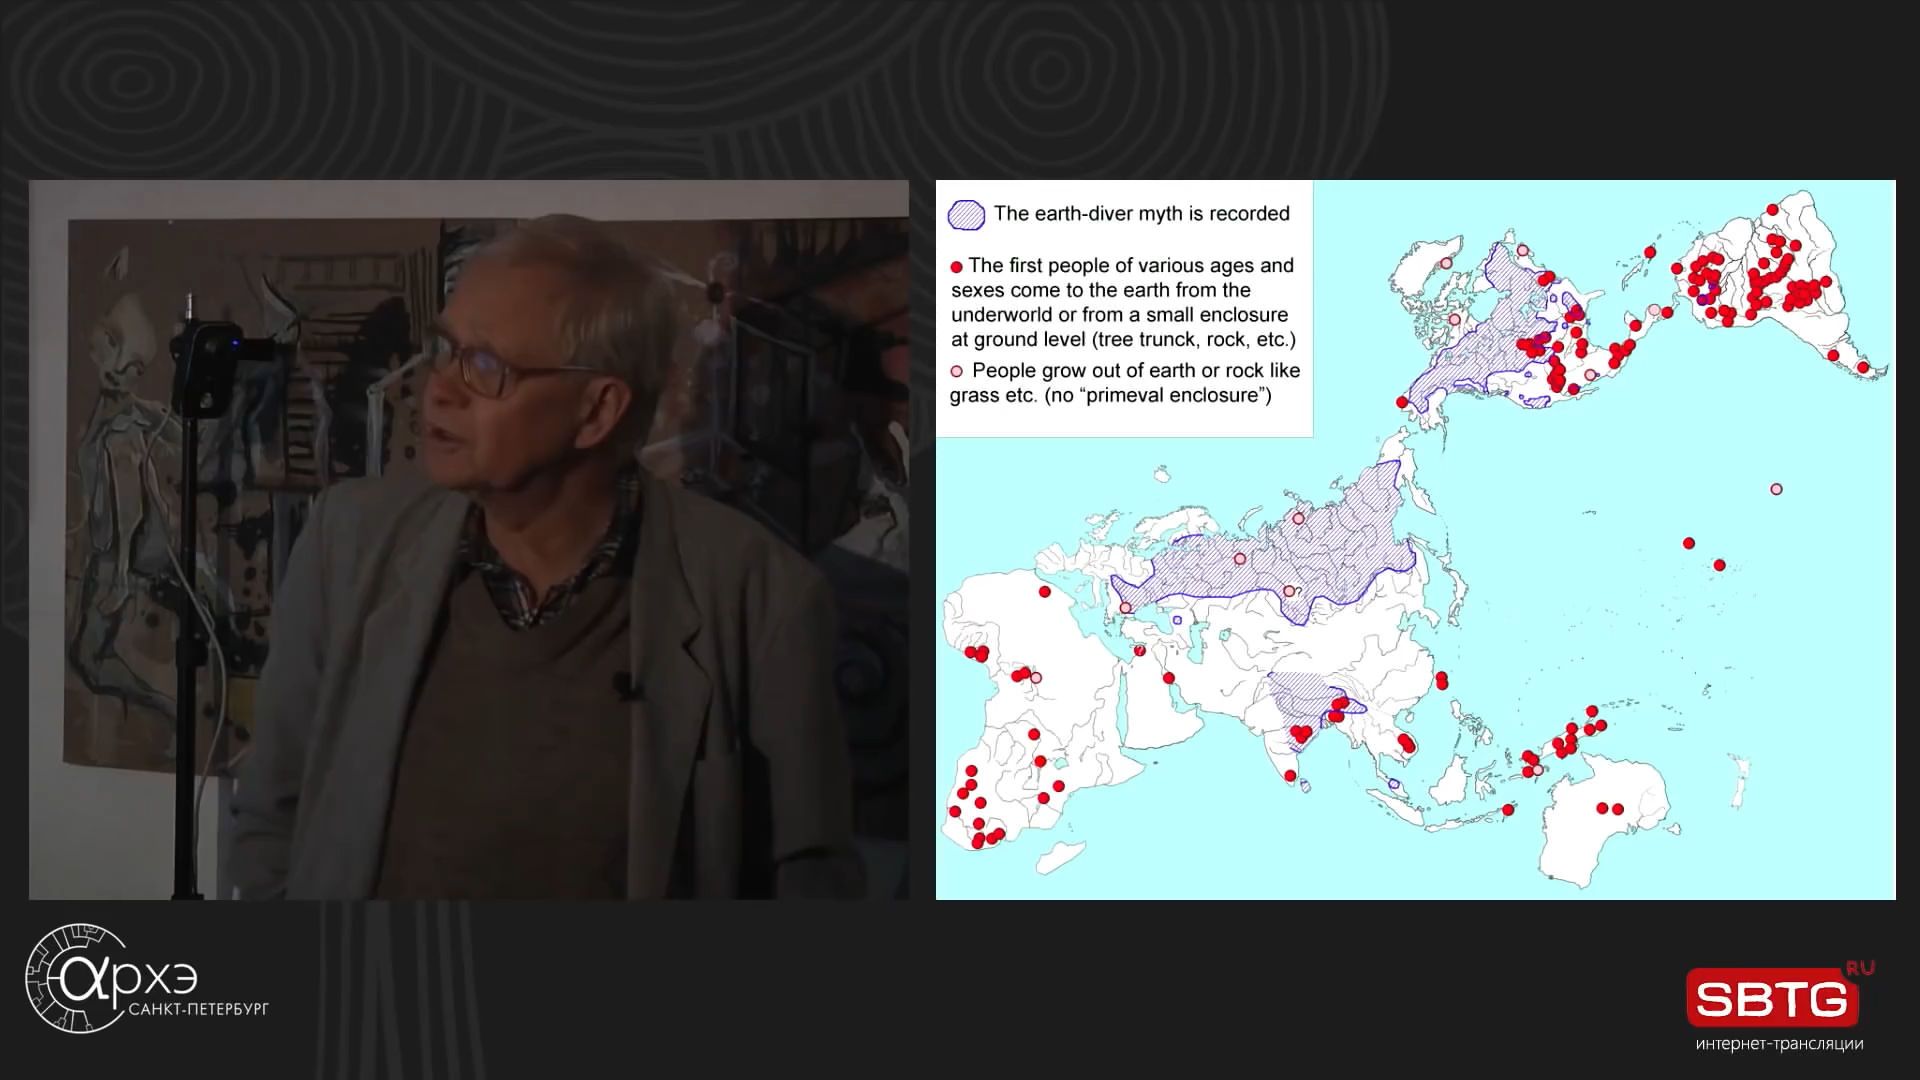 The earth-diver myth is recorded
The first people of various ages and
sexes come to the earth from the
underworld or from a small enclosure
at ground level (tree trunck, rock, etc.)
People grow out of earth or rock like
grass etc. (no “primeval enclosure”)
?
?
αрхэ
САНКТ-ПЕТЕРБУРГ
RU
SBTG
интернет-трансляции